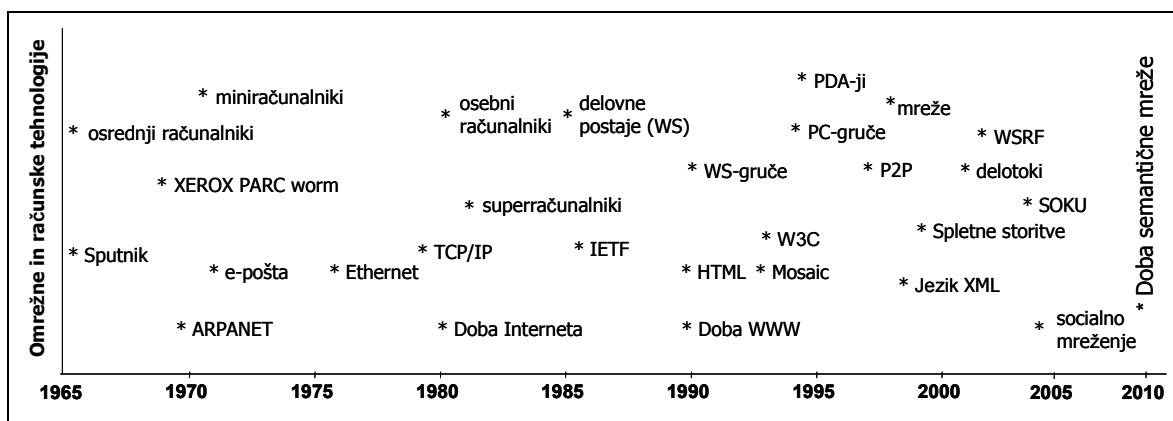 Omrežne in računske tehnologije
* PDA-ji
* miniračunalniki
* osebni
računalniki
* delovne
postaje (WS)
* mreže
* osrednji računalniki
* PC-gruče
* WSRF
* XEROX PARC worm
* WS-gruče
* P2P
* delotoki
* superračunalniki
* SOKU
* Sputnik
* TCP/IP
* IETF
* W3C
* Spletne storitve
* e-pošta
* Ethernet
* HTML
* Mosaic
* Jezik XML
* ARPANET
* Doba Interneta
* Doba WWW
* socialno
mreženje
* Doba semantične mreže
1965 1970 1975 1980 1985 1990 1995 2000 2005 2010